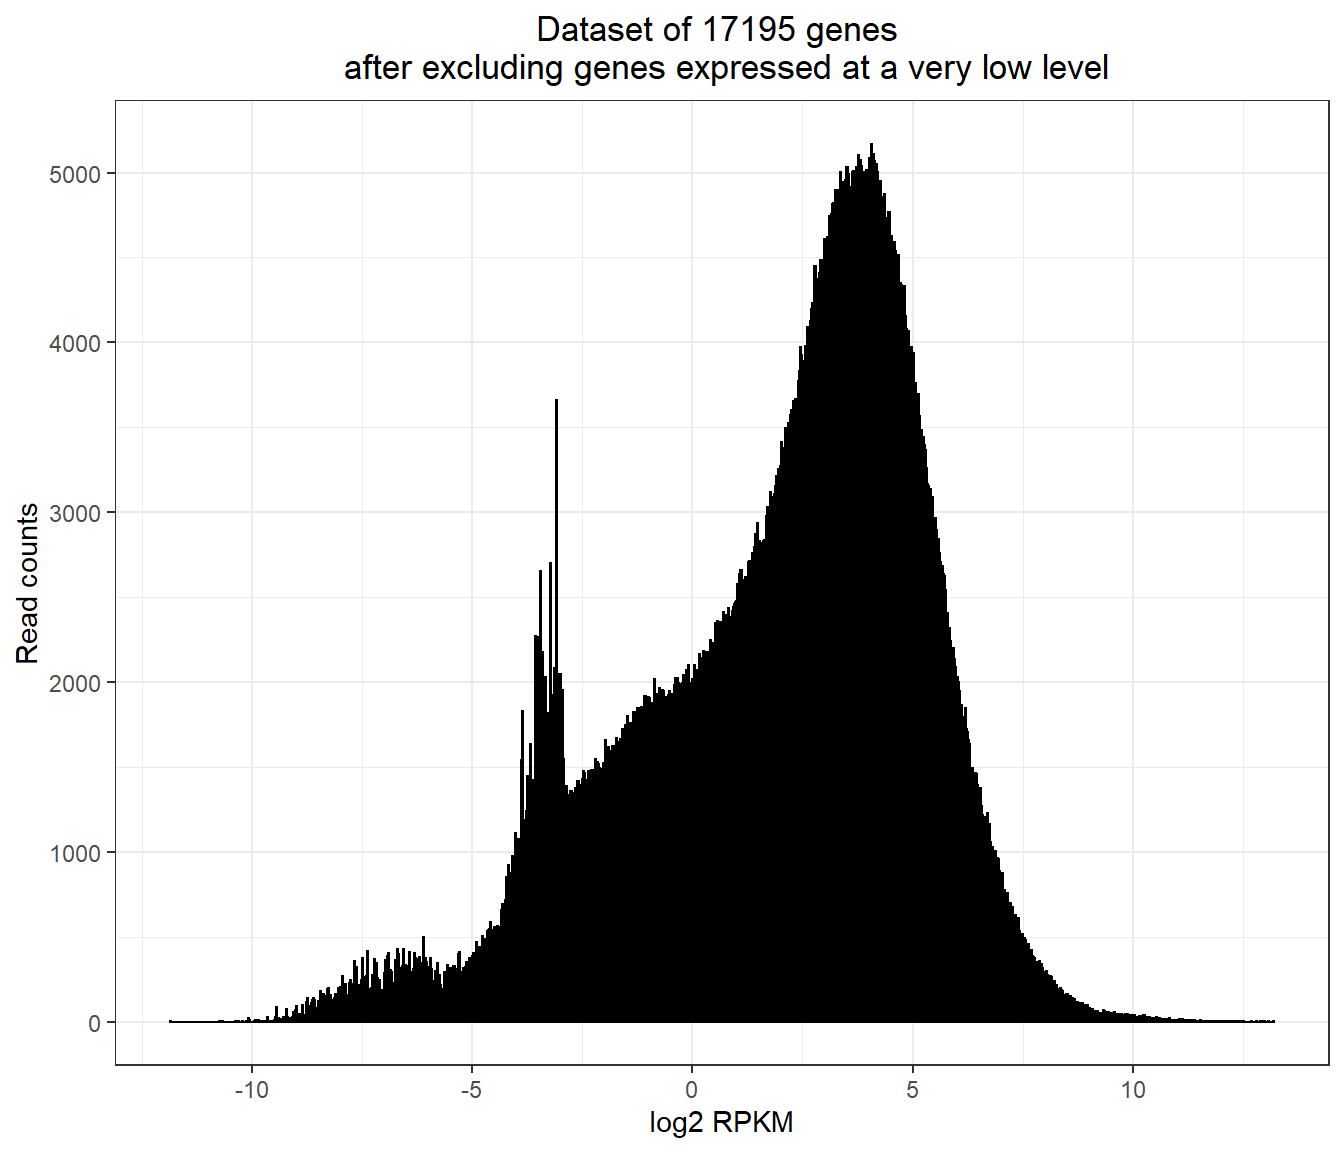 Dataset of 17195 genes
after excluding genes expressed at a very low level
Read counts
5000
4000
3000
2000
1000
0
-10 -5 0 5 10
log2 RPKM